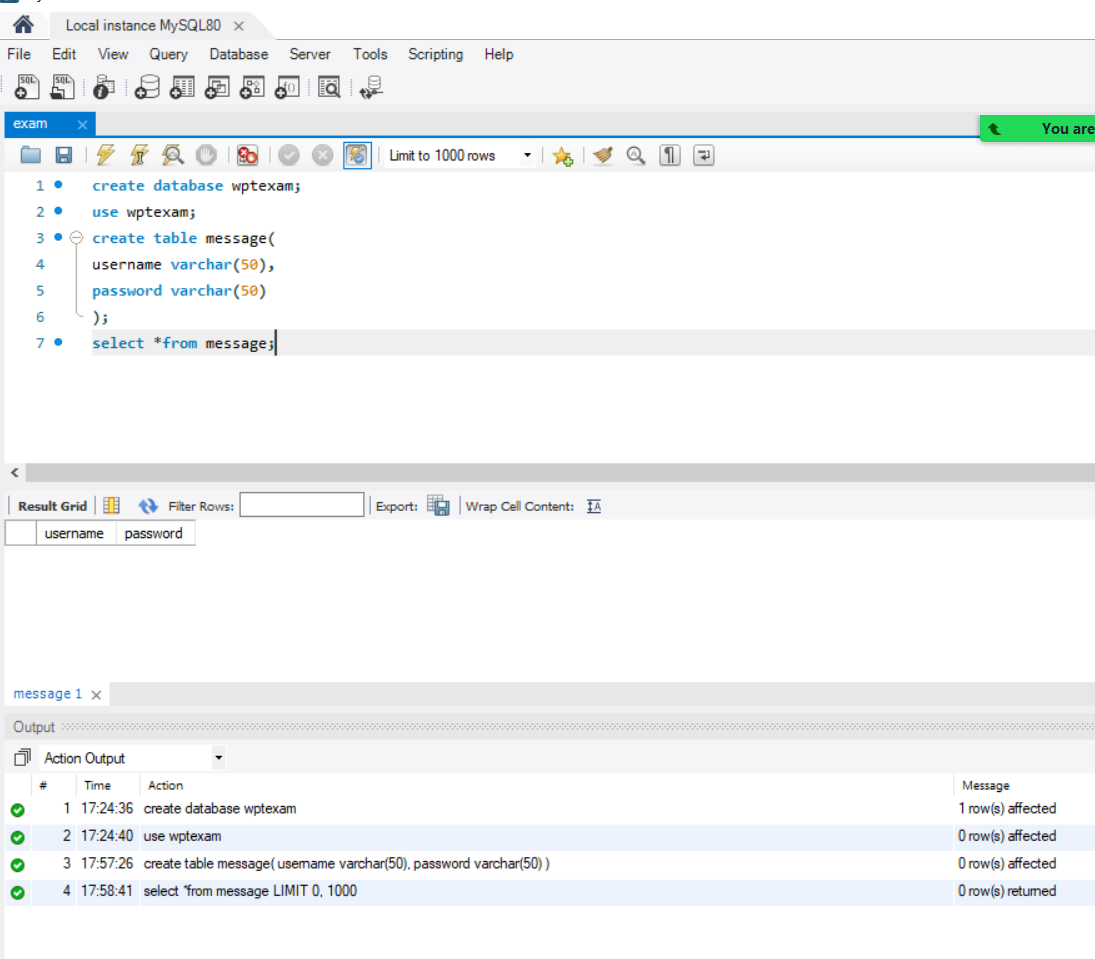 Local instance MySQL80
File Edit View Query Database Server Tools Scripting Help
SQL SQL
exam
You are
Limit to 1000 rows
1 create database wptexam;
2 use wptexam;
3 create table message(
4 username varchar(50),
5 password varchar(50)
6 );
7 select *from message;
Result Grid Filter Rows: Export: Wrap Cell Content: IA
username password
message 1
Output
Action Output
# Time Action Message
1 17:24:36 create database wptexam 1 row(s) affected
2 17:24:40 use wptexam 0 row(s) affected
3 17:57:26 create table message( username varchar(50), password varchar(50) ) 0 row(s) affected
4 17:58:41 select *from message LIMIT 0, 1000 0 row(s) returned